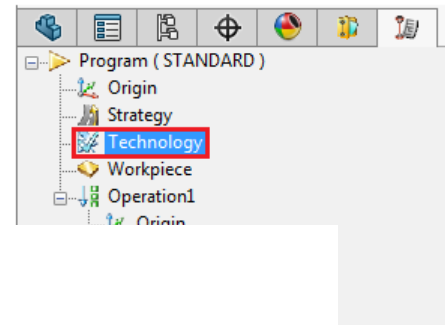 Program ( STANDARD )
Origin
Strategy
Technology
Workpiece
Operation1
Origin